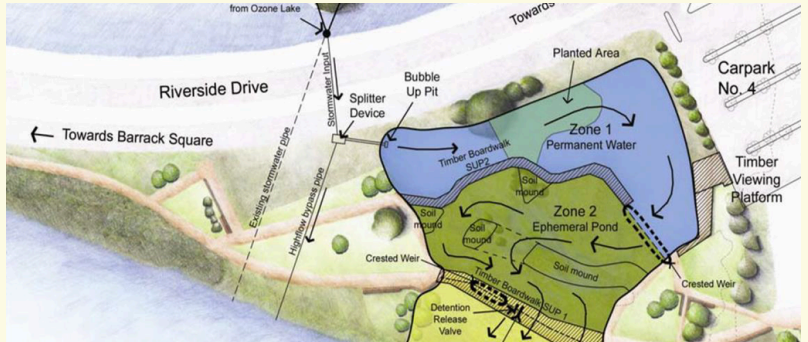 from Ozone Lake
Towards
Riverside Drive
Towards Barrack Square
Existing stormwater pipe
Highflow bypass pipe
Stormwater Input
Splitter
Device
Bubble
Up Pit
Planted Area
Carpark
No. 4
Zone 1
Permanent Water
Timber Boardwalk
SUP2
Timber
Viewing
Platform
Soil
mound
Soil
mound
Soil
mound
Zone 2
Ephemeral Pond
Crested Weir
Soil mound
Crested Weir
Timber Boardwalk SUP 1
Detention
Release
Valve